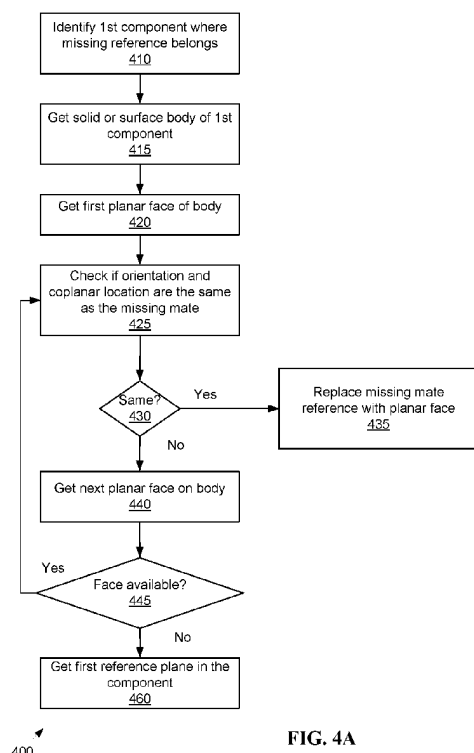 Identify 1st component where
missing reference belongs
410
Get solid or surface body of 1st
component
415
Get first planar face of body
420
Check if orientation and
coplanar location are the same
as the missing mate
425
Same?
430
Yes
Replace missing mate
reference with planar face
435
No
Get next planar face on body
440
Yes
Face available?
445
No
Get first reference plane in the
component
460
400
FIG. 4A